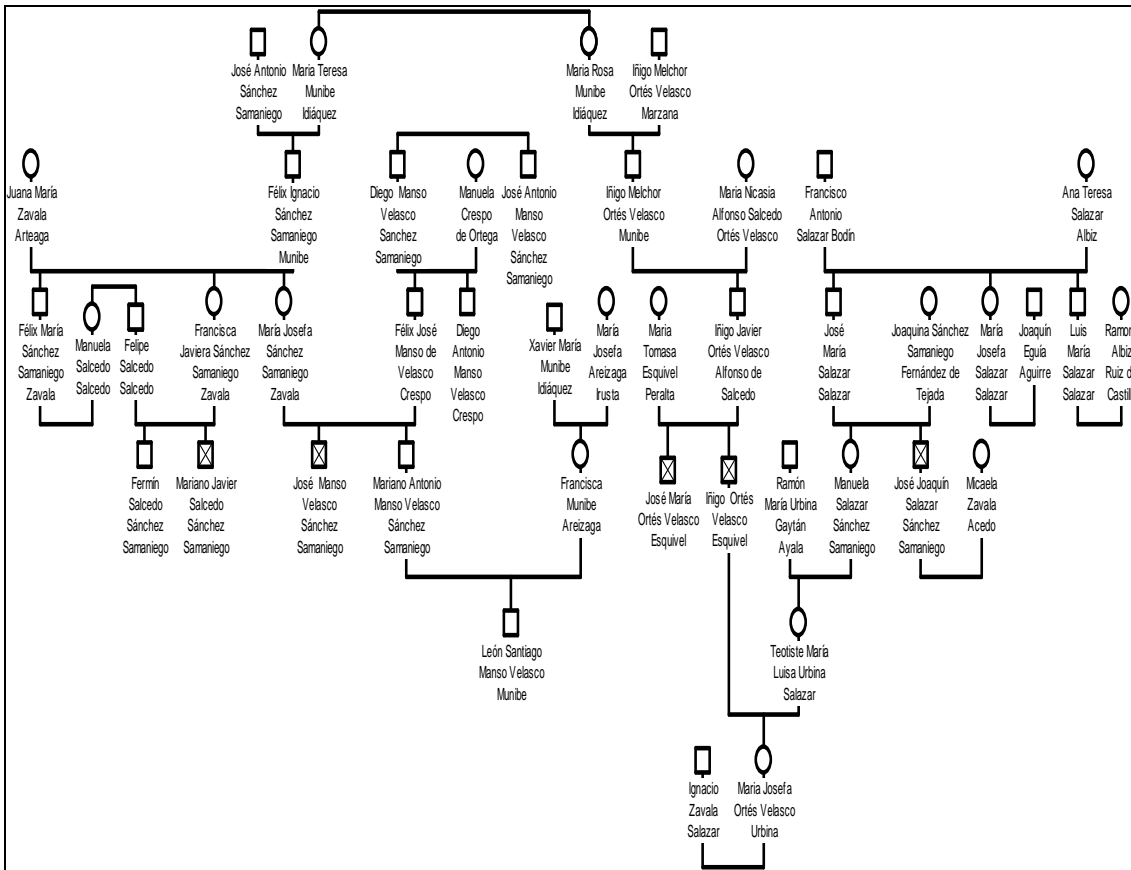 José Antonio
Sánchez
Samaniego
Maria Teresa
Munibe
Idiáquez
Maria Rosa
Munibe
Idiáquez
Iñigo Melchor
Ortés Velasco
Marzana
Juana María
Zavala
Arteaga
Félix Ignacio
Sánchez
Samaniego
Munibe
Diego Manso
Velasco
Sanchez
Samaniego
Manuela
Crespo
de Ortega
José Antonio
Manso
Velasco
Sánchez
Samaniego
Iñigo Melchor
Ortés Velasco
Munibe
Maria Nicasia
Alfonso Salcedo
Ortés Velasco
Francisco
Antonio
Salazar Bodín
Ana Teresa
Salazar
Albiz
Félix María
Sánchez
Samaniego
Zavala
Manuela
Salcedo
Salcedo
Felipe
Salcedo
Salcedo
Francisca
Javiera Sánchez
Samaniego
Zavala
María Josefa
Sánchez
Samaniego
Zavala
Félix José
Manso de
Velasco
Crespo
Diego
Antonio
Manso
Velasco
Crespo
Xavier María
Munibe
Idiáquez
María
Josefa
Areizaga
Irusta
Maria
Tomasa
Esquivel
Peralta
Iñigo Javier
Ortés Velasco
Alfonso de
Salcedo
José
María
Salazar
Salazar
Joaquina Sánchez
Samaniego
Fernández de
Tejada
María
Josefa
Salazar
Salazar
Joaquín
Eguía
Aguirre
Luis
María
Salazar
Salazar
Ramon
Albiz
Ruiz d
Castill
Fermín
Salcedo
Sánchez
Samaniego
Mariano Javier
Salcedo
Sánchez
Samaniego
José Manso
Velasco
Sánchez
Samaniego
Mariano Antonio
Manso Velasco
Sánchez
Samaniego
Francisca
Munibe
Areizaga
José María
Ortés Velasco
Esquivel
Iñigo Ortés
Velasco
Esquivel
Ramón
María Urbina
Gaytán
Ayala
Manuela
Salazar
Sánchez
Samaniego
José Joaquín
Salazar
Sánchez
Samaniego
Micaela
Zavala
Acedo
León Santiago
Manso Velasco
Munibe
Teotiste María
Luisa Urbina
Salazar
Ignacio
Zavala
Salazar
Maria Josefa
Ortés Velasco
Urbina